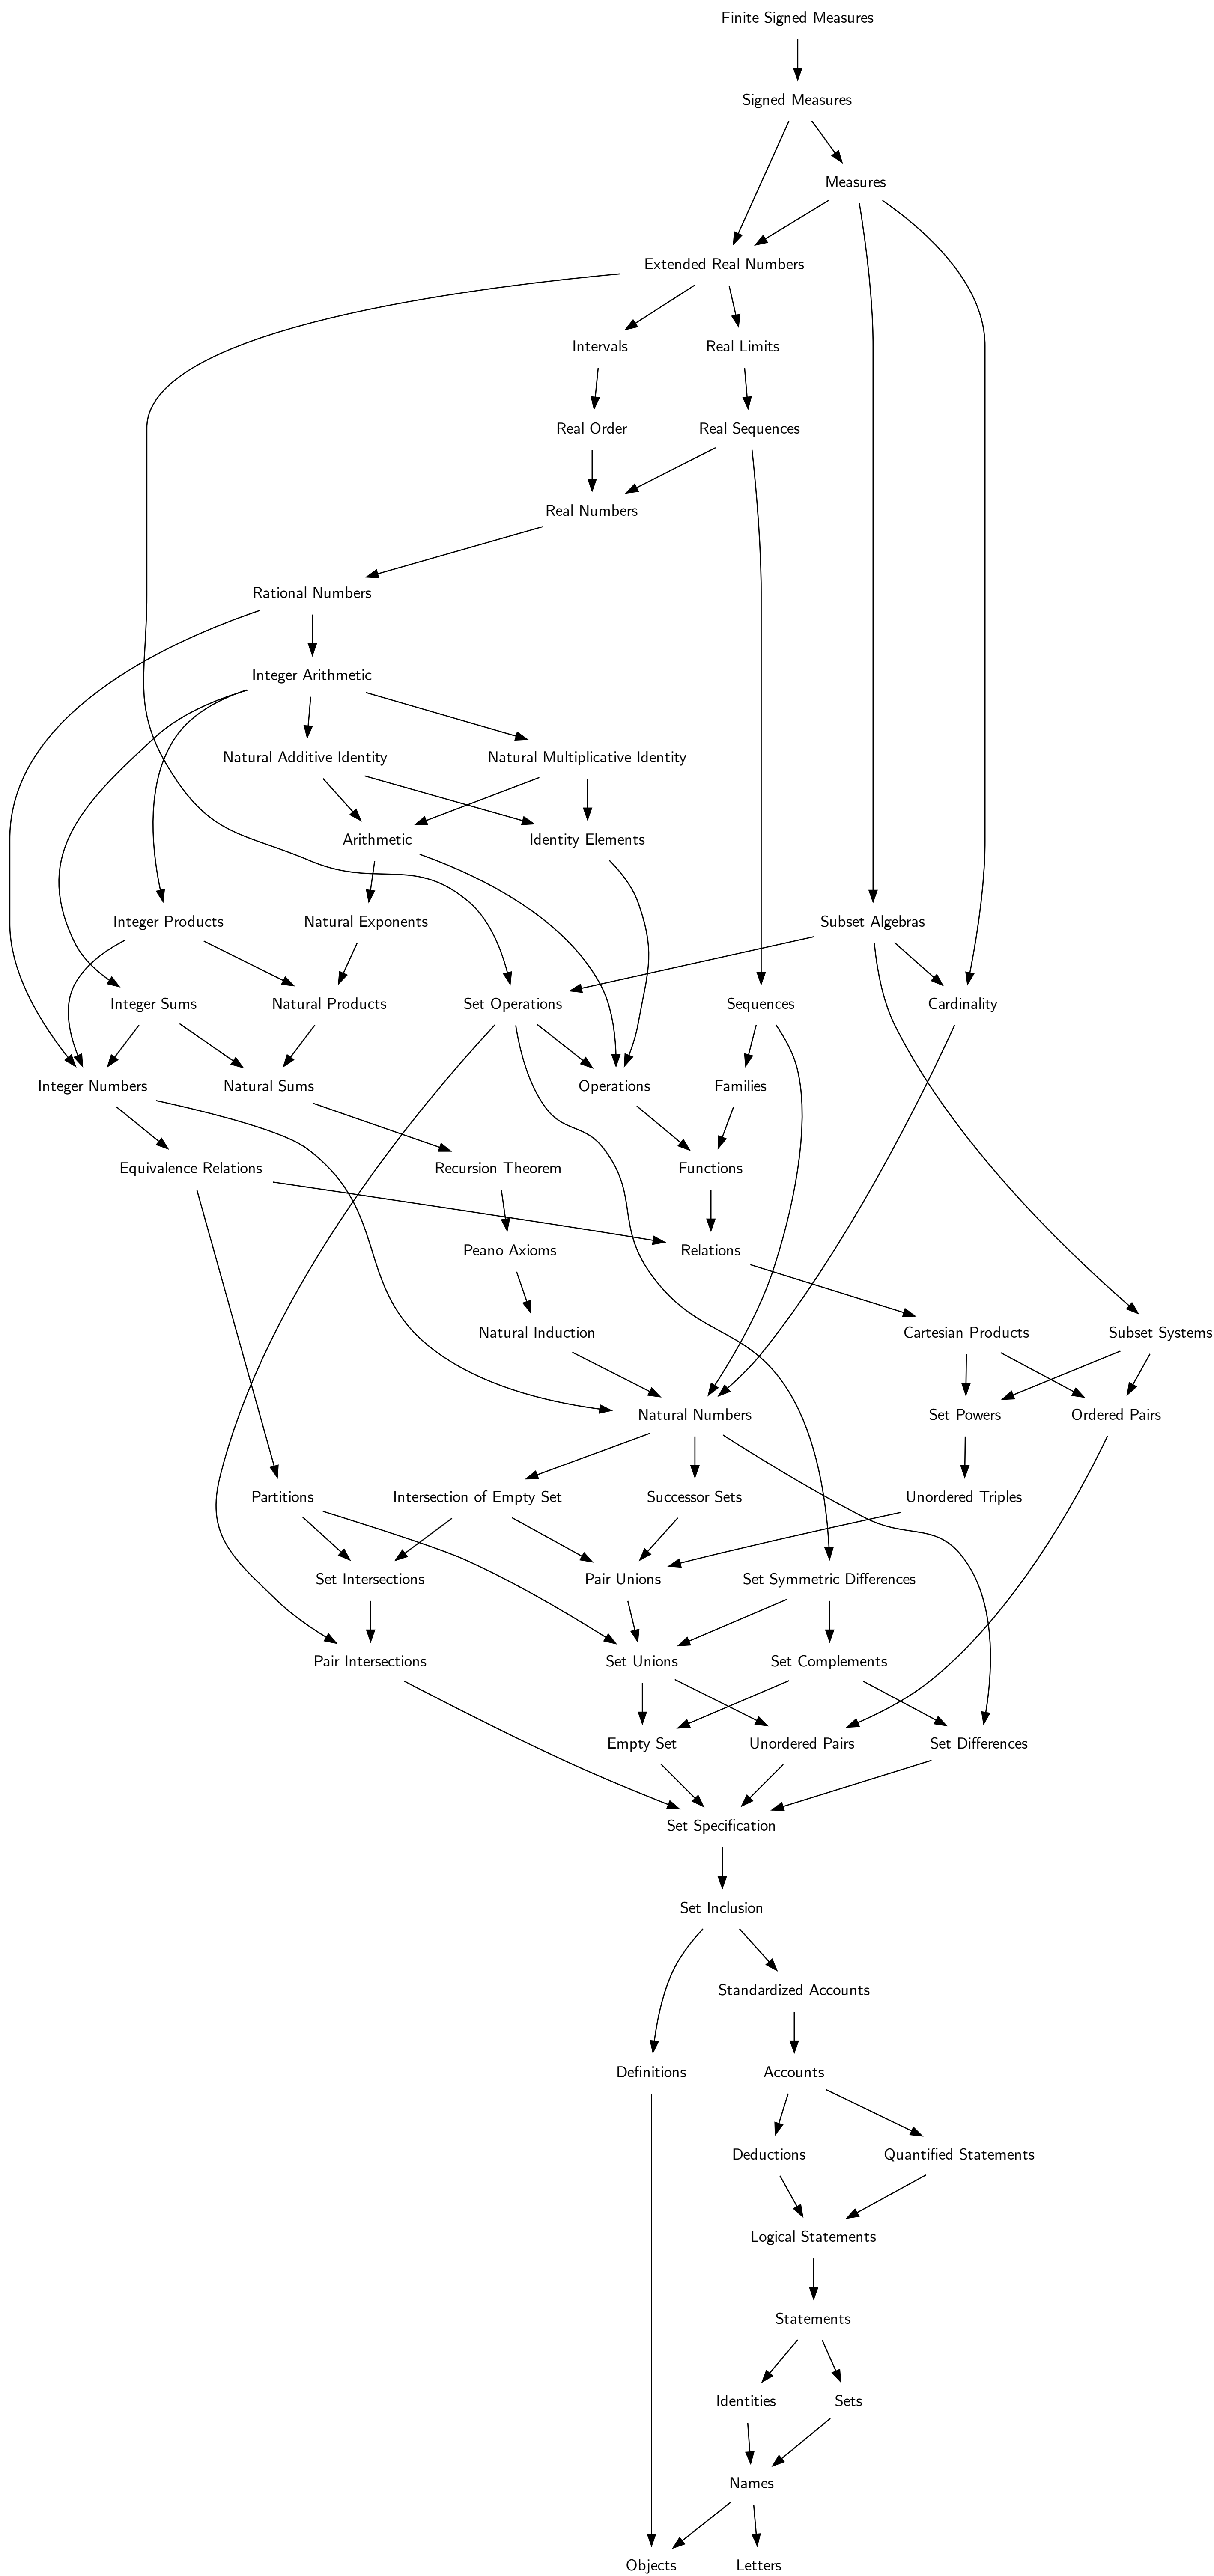 Finite Signed Measures
Signed Measures
Measures
Extended Real Numbers
Intervals
Real Limits
Real Order
Real Sequences
Real Numbers
Rational Numbers
Integer Arithmetic
Natural Additive Identity
Natural Multiplicative Identity
Arithmetic
Identity Elements
Integer Products
Natural Exponents
Subset Algebras
Integer Sums
Natural Products
Set Operations
Sequences
Cardinality
Integer Numbers
Natural Sums
Operations
Families
Equivalence Relations
Recursion Theorem
Functions
Peano Axioms
Relations
Natural Induction
Cartesian Products
Subset Systems
Natural Numbers
Set Powers
Ordered Pairs
Partitions
Intersection of Empty Set
Successor Sets
Unordered Triples
Set Intersections
Pair Unions
Set Symmetric Differences
Pair Intersections
Set Unions
Set Complements
Empty Set
Unordered Pairs
Set Differences
Set Specification
Set Inclusion
Standardized Accounts
Definitions
Accounts
Deductions
Quantified Statements
Logical Statements
Statements
Identities
Sets
Names
Objects
Letters